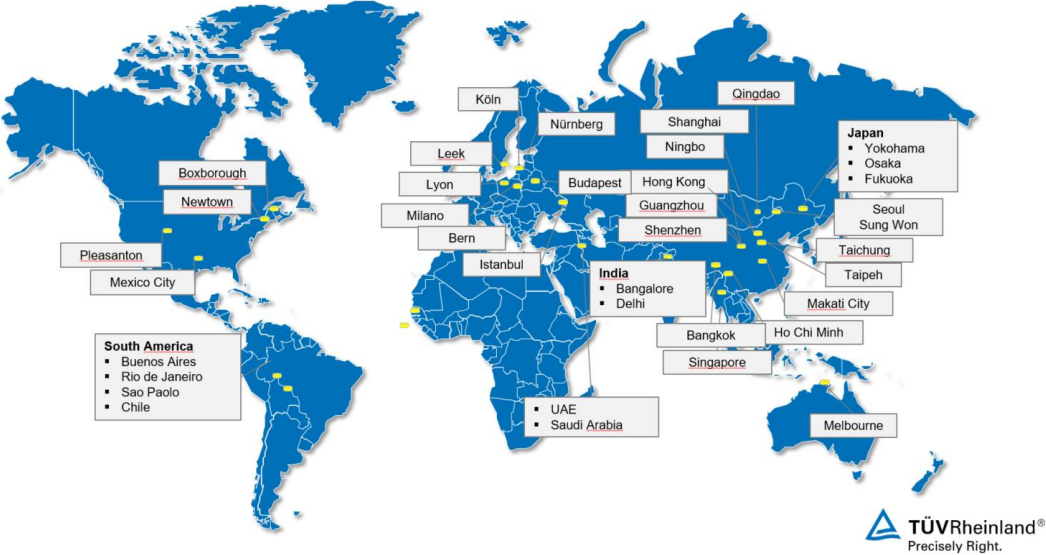 Qingdao
Köln
Shanghai
Nürnberg
Japan
▪ Yokohama
▪ Osaka
▪ Fukuoka
Ningbo
Leek
Boxborough
Lyon
Budapest
Hong Kong
Newtown
Guangzhou
Milano
Seoul
Sung Won
Shenzhen
Bern
Pleasanton
Taichung
Istanbul
India
▪ Bangalore
▪ Delhi
Taipeh
Mexico City
Makati City
Bangkok
Ho Chi Minh
South America
▪ Buenos Aires
▪ Rio de Janeiro
▪ Sao Paolo
▪ Chile
Singapore
▪ UAE
▪ Saudi Arabia
Melbourne
TÜVRheinland®
Precisely Right.